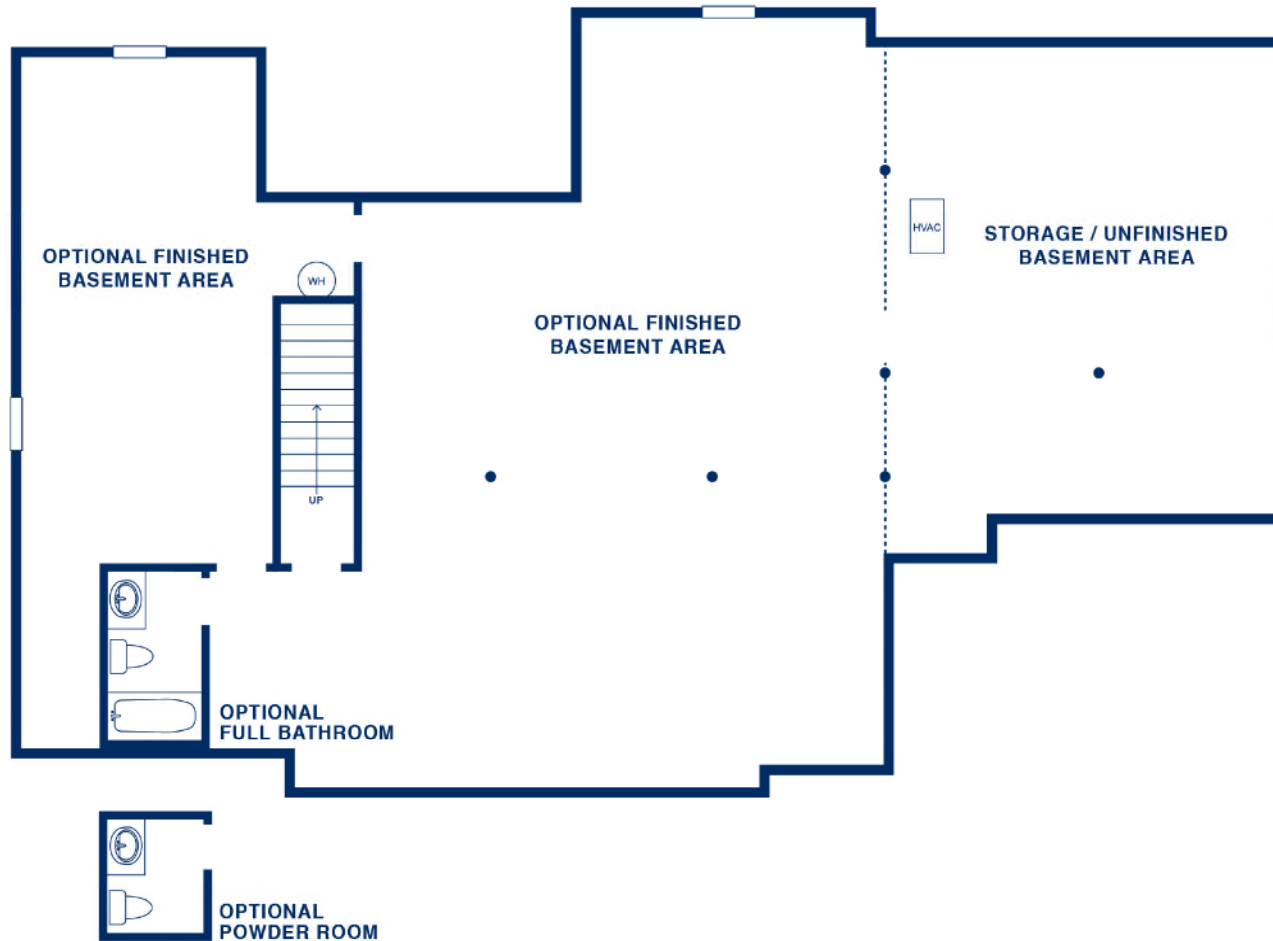 OPTIONAL FINISHED
BASEMENT AREA
WH
UP
OPTIONAL FINISHED
BASEMENT AREA
HVAC
STORAGE / UNFINISHED
BASEMENT AREA
OPTIONAL
FULL BATHROOM
OPTIONAL
POWDER ROOM